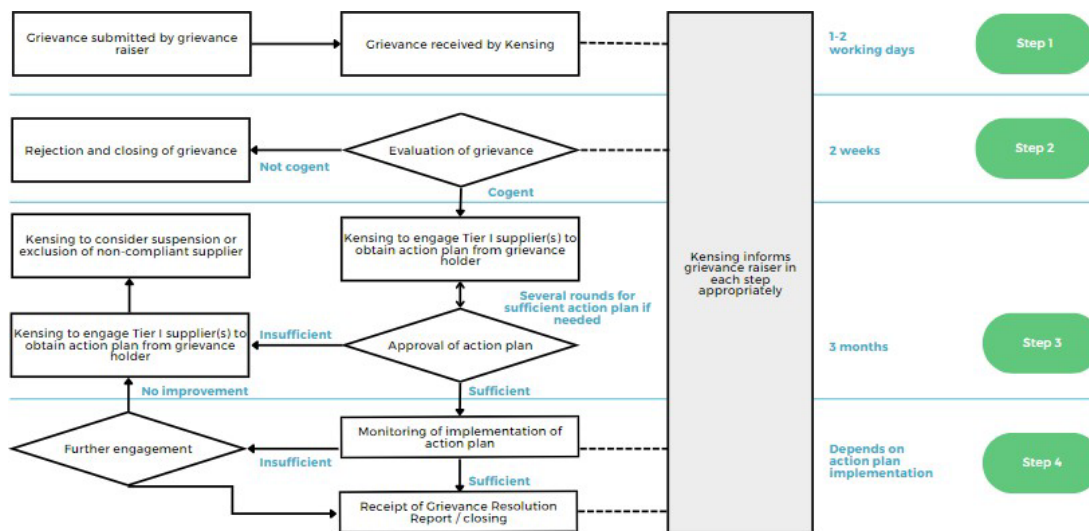 Grievance submitted by grievance
raiser
Grievance received by Kensing
1-2
working days
Step 1
Rejection and closing of grievance
Not cogent
Evaluation of grievance
Cogent
2 weeks
Step 2
Kensing to consider suspension or
exclusion of non-compliant supplier
Kensing to engage Tier I supplier(s) to
obtain action plan from grievance
holder
Kensing informs
grievance raiser in
each step
appropriately
Several rounds for
sufficient action plan if
needed
Kensing to engage Tier I supplier(s) to
obtain action plan from grievance
holder
Insufficient
Approval of action plan
3 months
Step 3
No improvement
Sufficient
Further engagement
Insufficient
Monitoring of implementation of
action plan
Sufficient
Depends on
action plan
implementation
Step 4
Receipt of Grievance Resolution
Report / closing